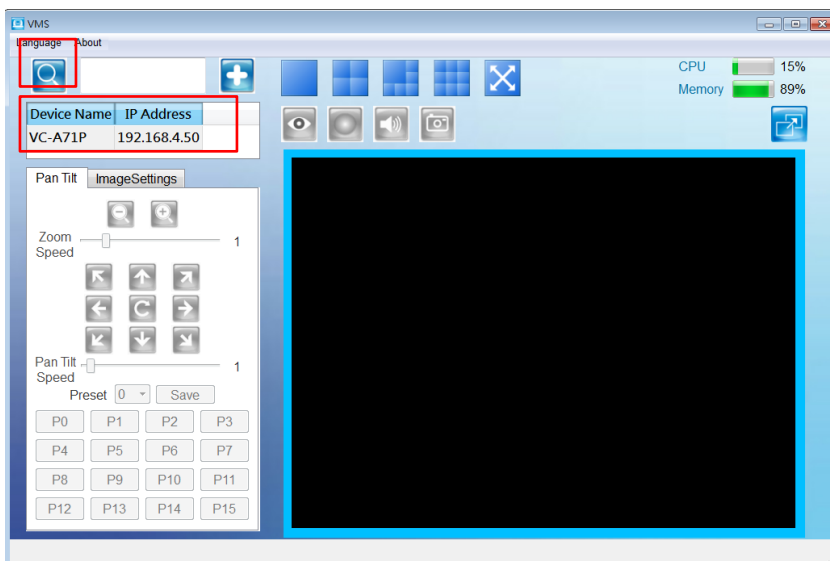 VMS
Language About
CPU 15%
Memory 89%
Device Name IP Address
VC-A71P 192.168.4.50
Pan Tilt ImageSettings
Zoom
Speed
1
Pan Tilt
Speed
1
Preset 0 Save
P0 P1 P2 P3
P4 P5 P6 P7
P8 P9 P10 P11
P12 P13 P14 P15